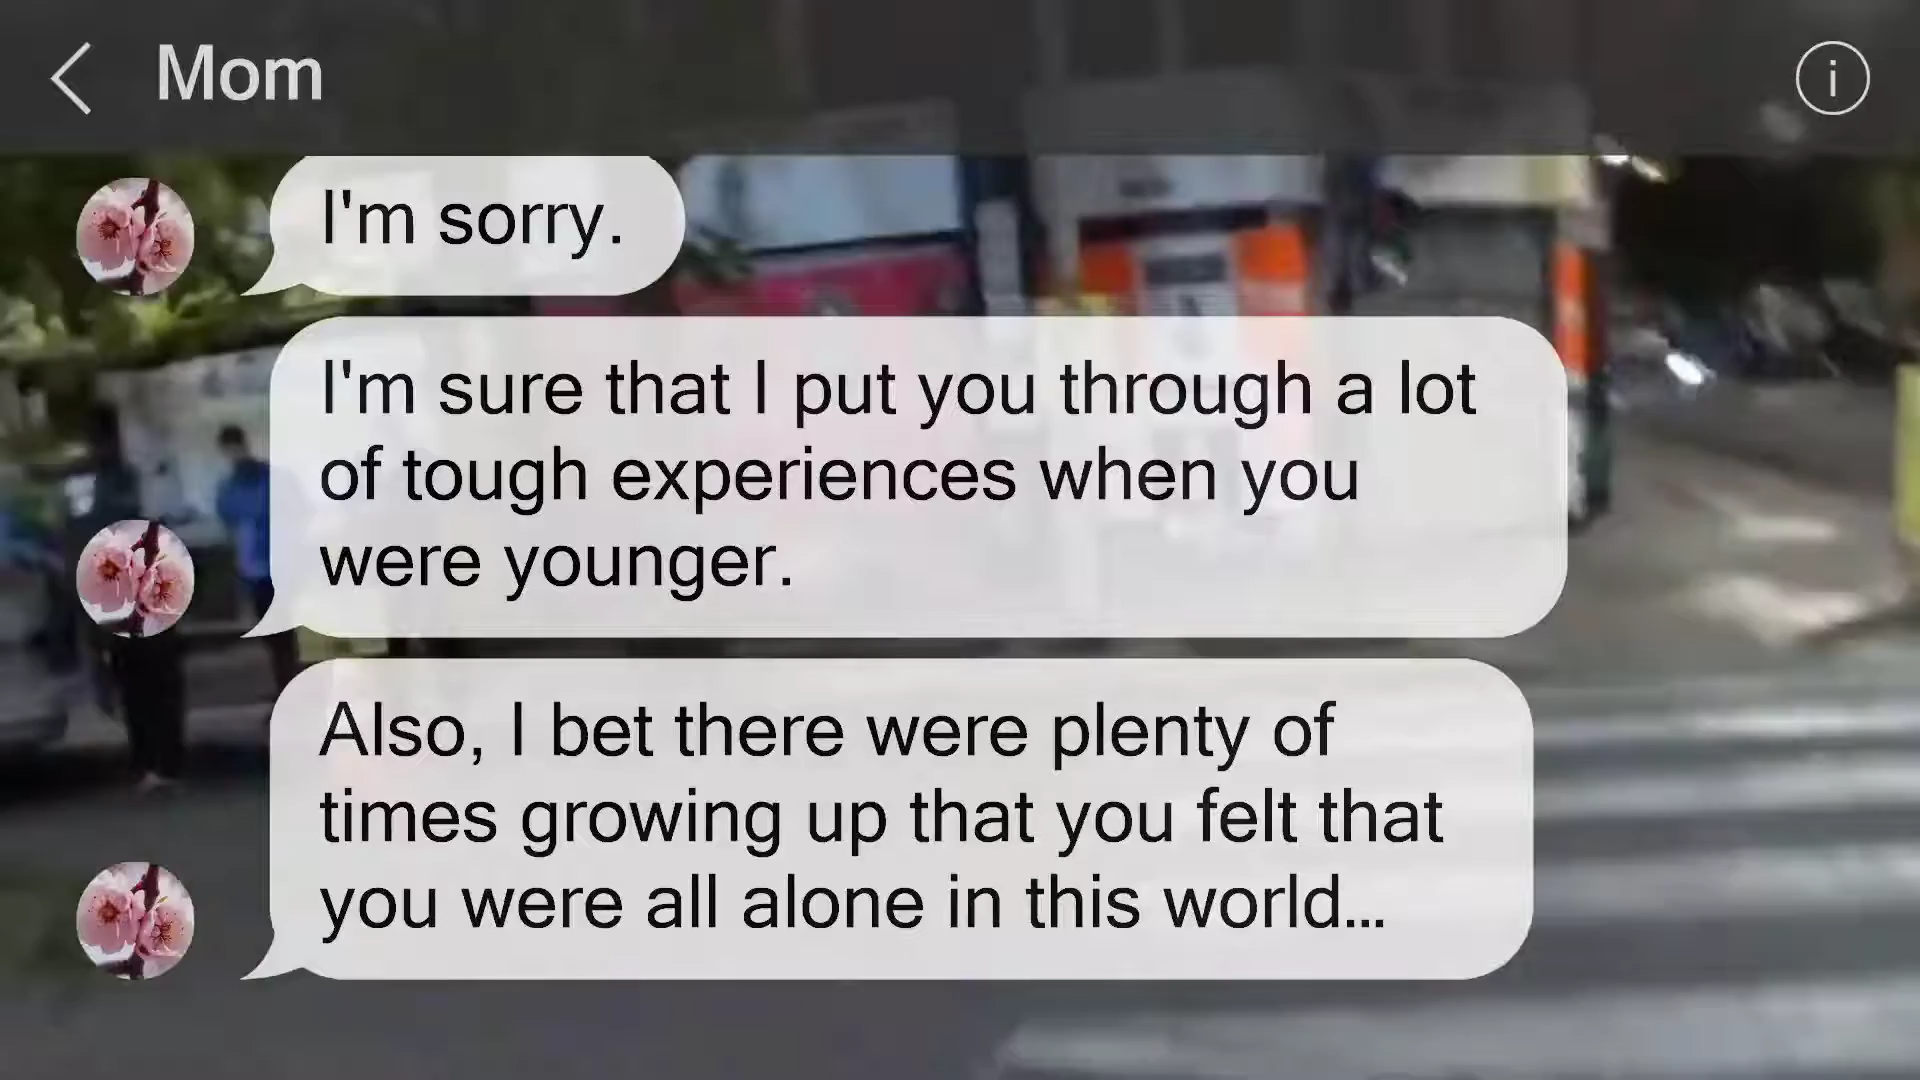 Mom
I'm sorry.
I'm sure that I put you through a lot
of tough experiences when you
were younger.
Also, I bet there were plenty of
times growing up that you felt that
you were all alone in this world...